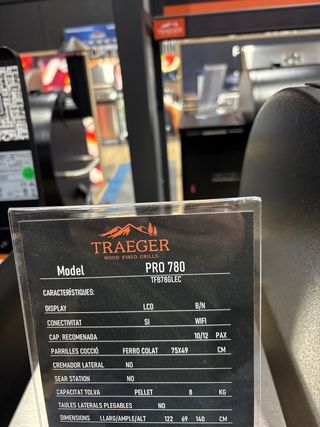 TRAEGER
TRAEGER
WOOD FIRED GRILLS
Model PRO 780
TFB78GLEC
CARACTERÍSTIQUES:
DISPLAY LCD B/N
CONECTIVITAT SI WIFI
CAP. RECOMENADA 10/12 PAX
PARRILLES COCCIÓ FERRO COLAT 75X49 CM
CREMADOR LATERAL NO
SEAR STATION NO
CAPACITAT TOLVA PELLET 8 KG
TAULES LATERALS PLEGABLES NO
DIMENSIONS LLARG/AMPLE/ALT 122 69 140 CM